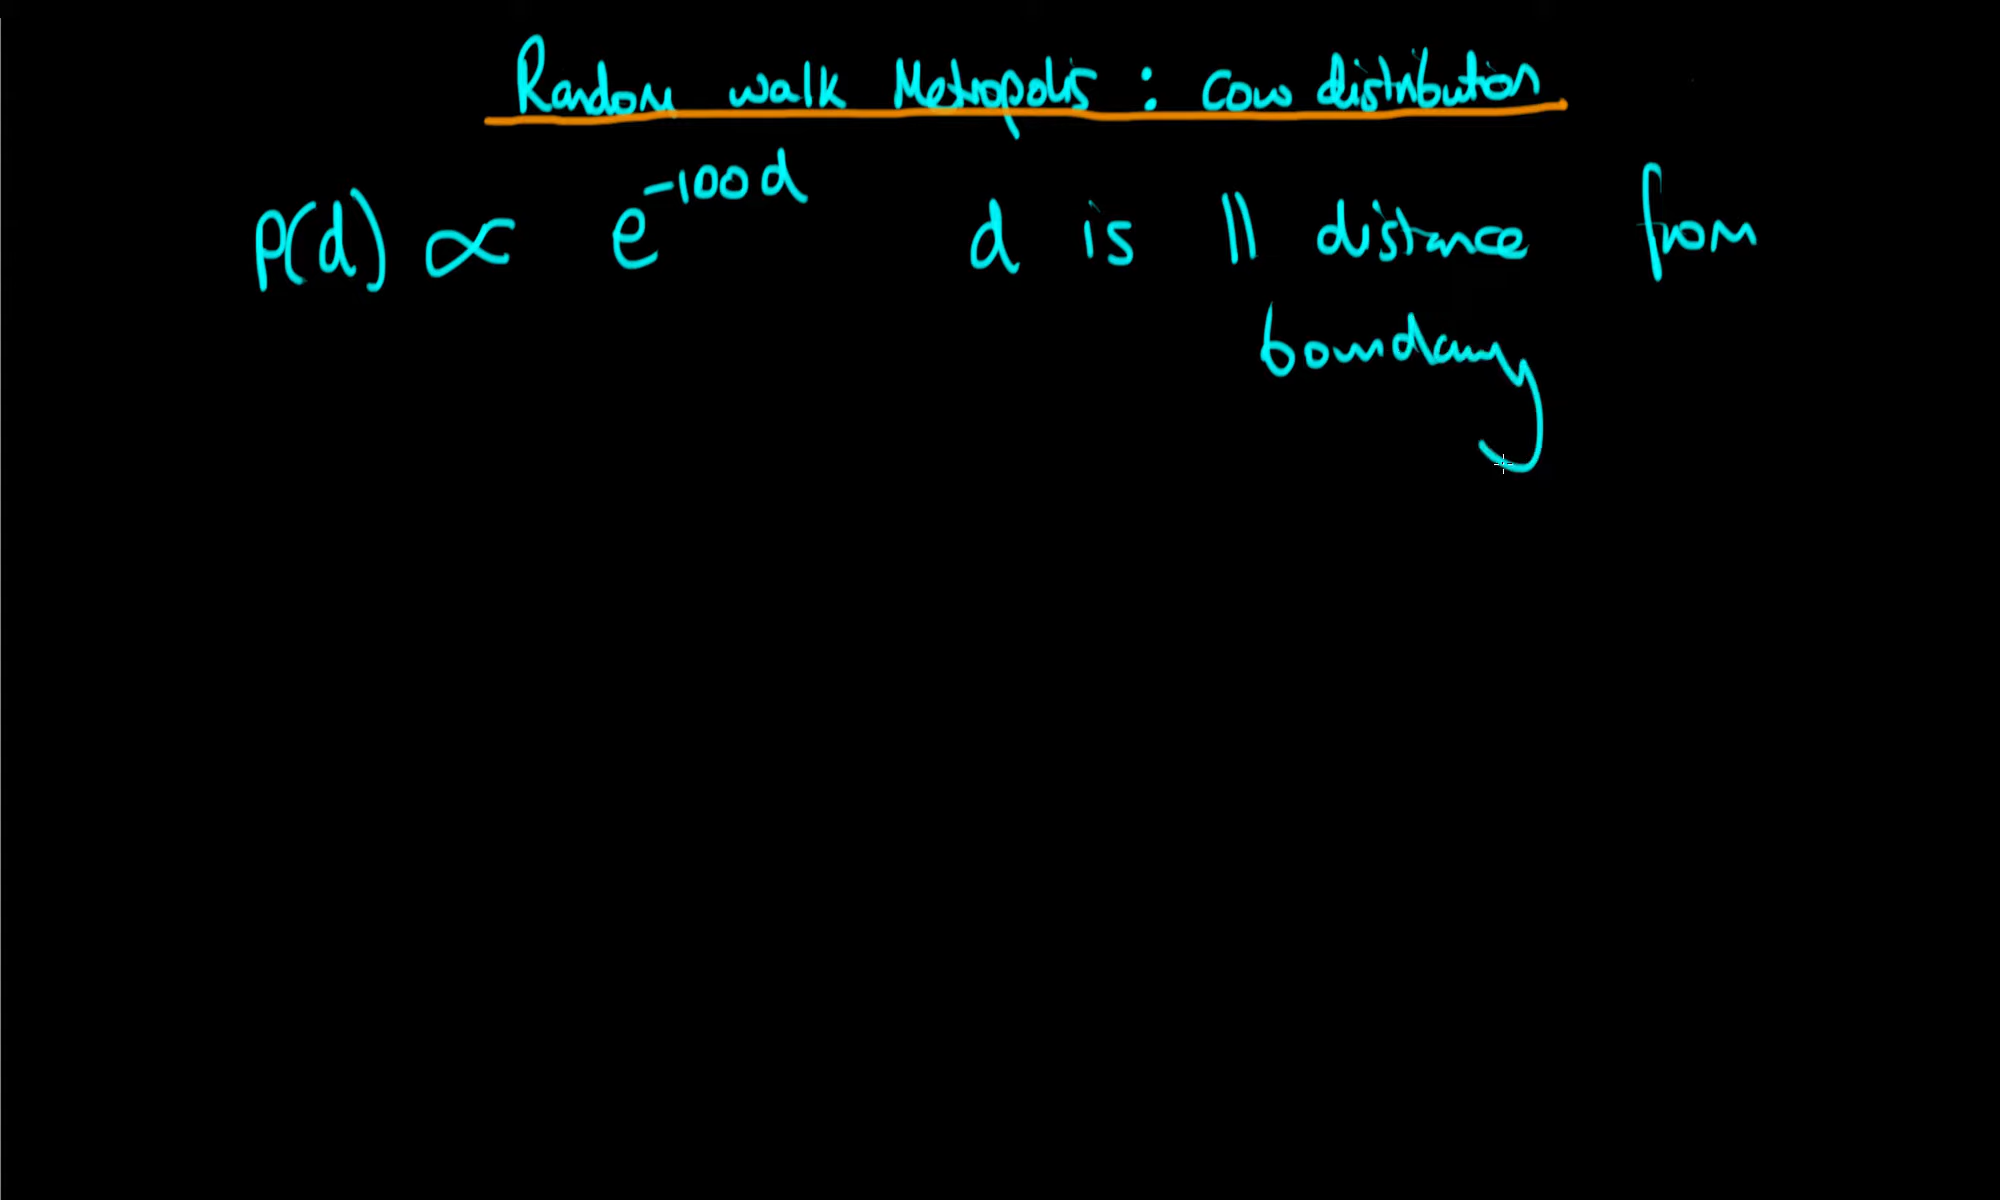 Random walk Metropolis : cow distribution
p(d) ∝ e^{-100d} d is || distance from
boundary